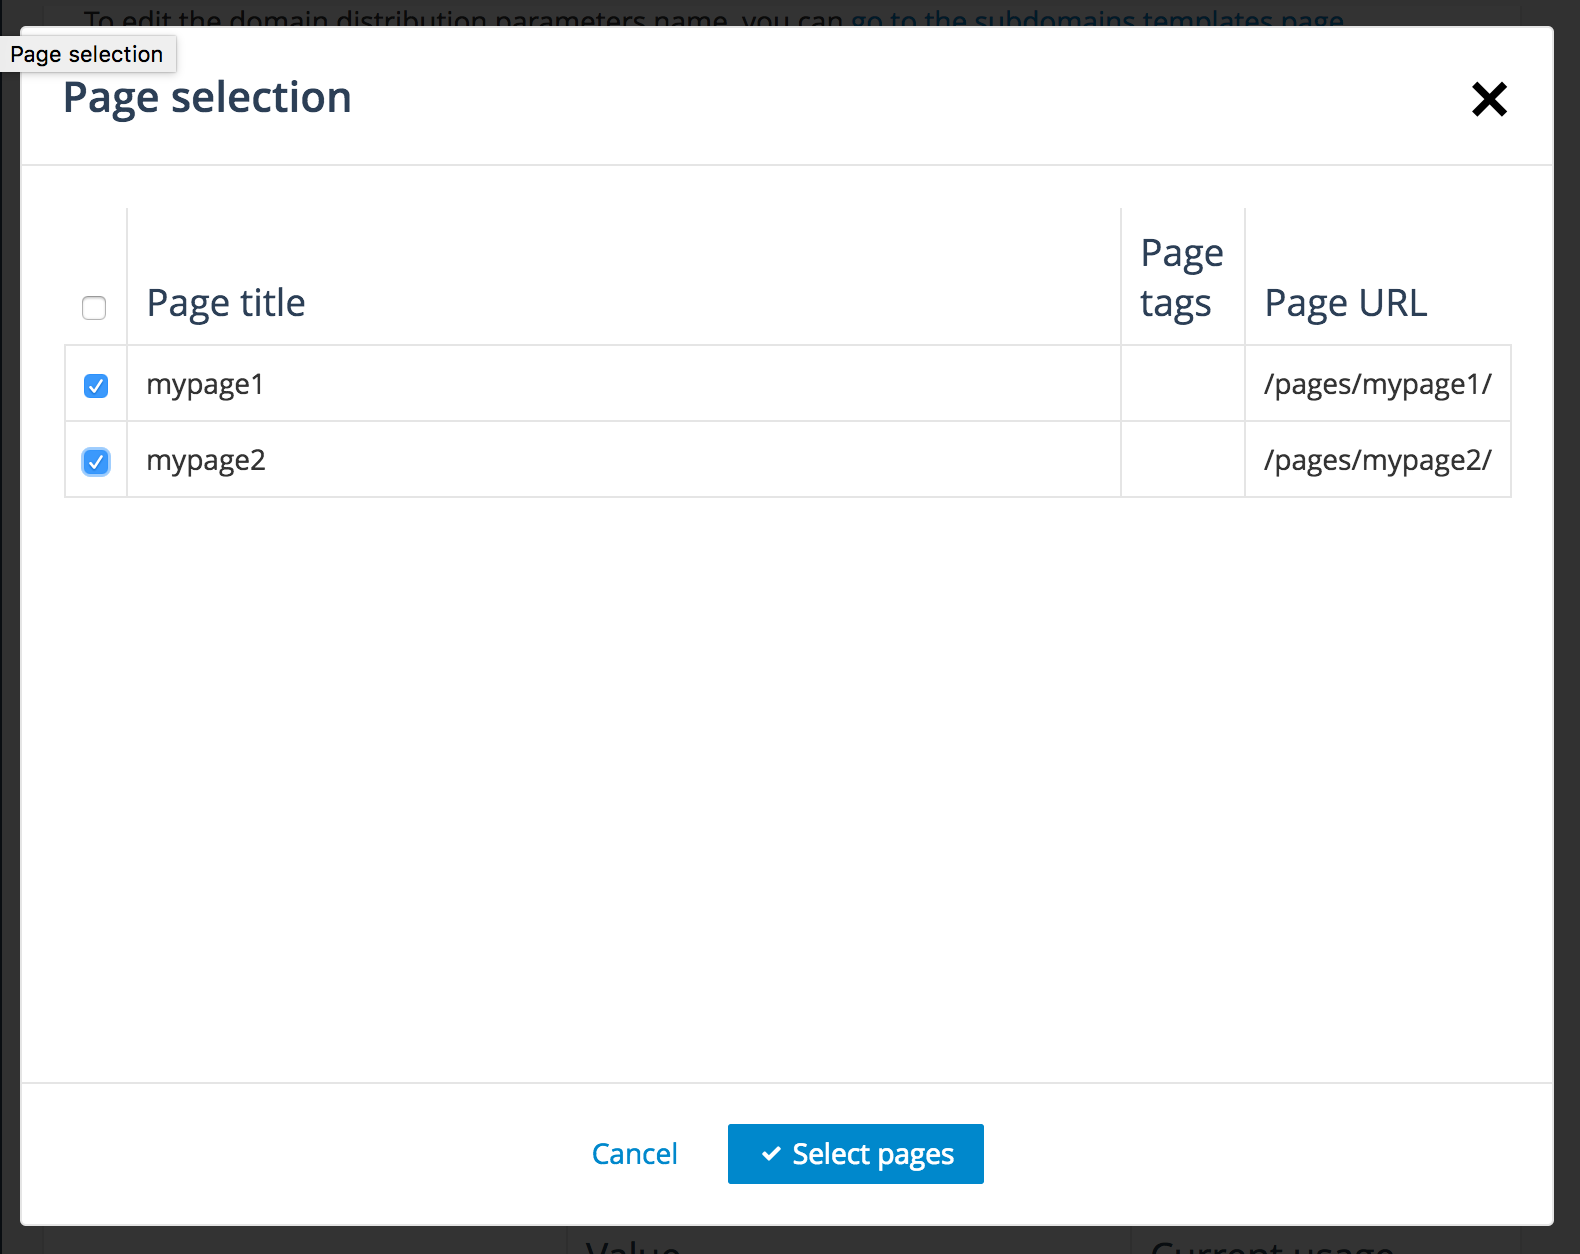 To edit the domain distribution parameters name, you can go to the subdomains templates page
Page selection
Page selection
Page title
Page tags
Page URL
mypage1
/pages/mypage1/
mypage2
/pages/mypage2/
Cancel
Select pages
Value
Current usage